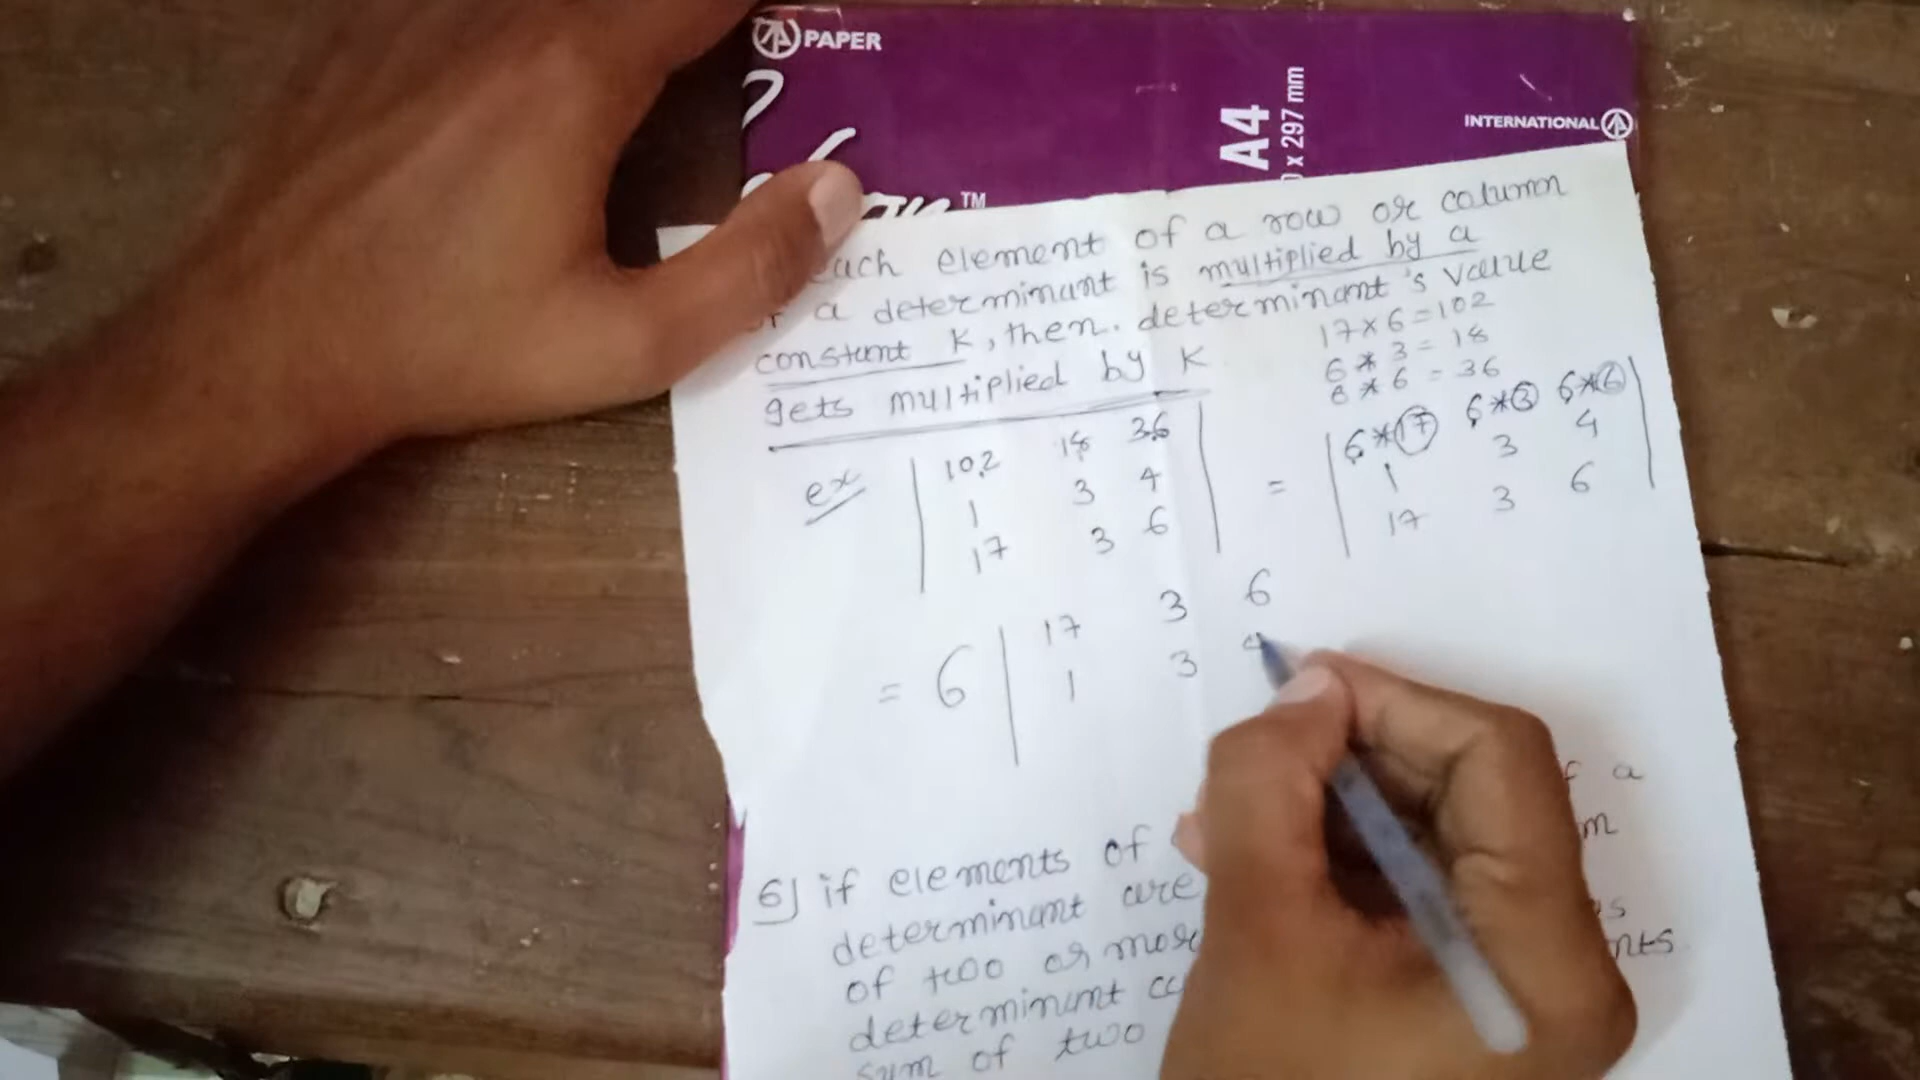 PAPER
A4
x 297 mm
INTERNATIONAL
TM
each element of a row or column
of a determinant is multiplied by a
constant K, then. determinant's value
gets multiplied by K
17×6=102
6*3=18
6*6=36
ex | 102 18 36 | = | 6*17 6*3 6*6 |
1 3 4 1 3 4
17 3 6 17 3 6
= 6 | 17 3 6
1 3 4
6) if elements of a
determinant are
of two or more
determinant
sum of two